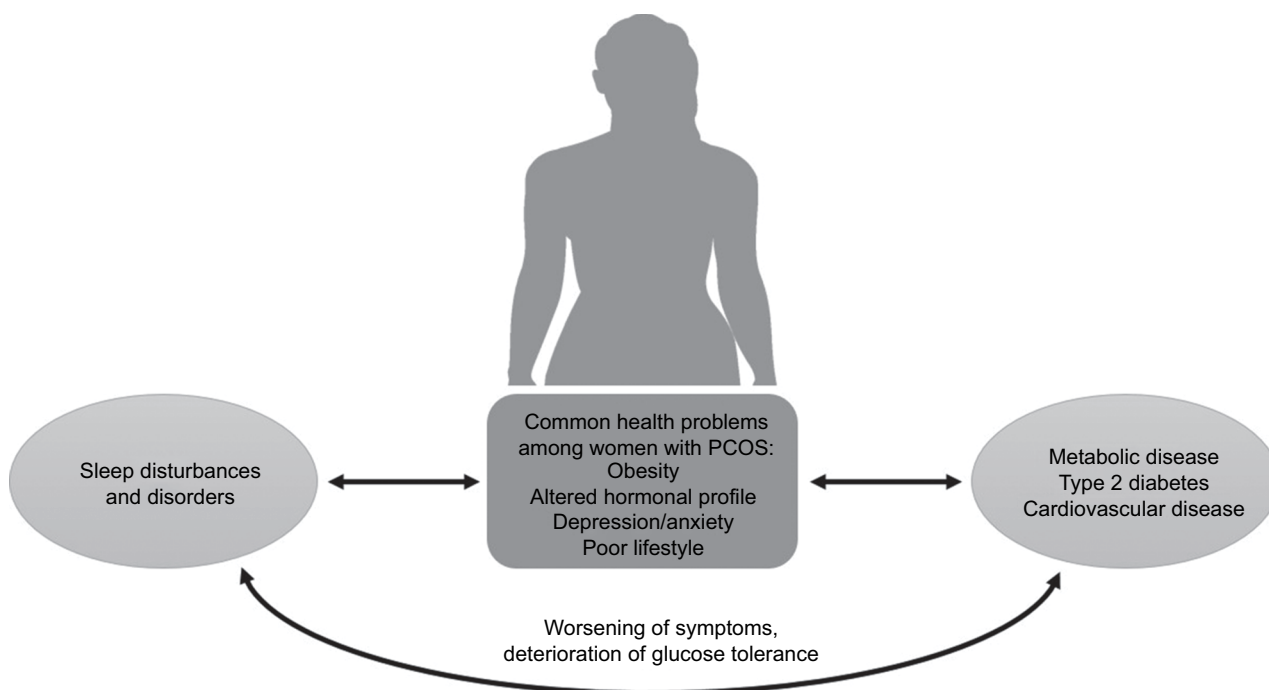 Common health problems
among women with PCOS:
Obesity
Altered hormonal profile
Depression/anxiety
Poor lifestyle
Sleep disturbances
and disorders
Metabolic disease
Type 2 diabetes
Cardiovascular disease
Worsening of symptoms,
deterioration of glucose tolerance